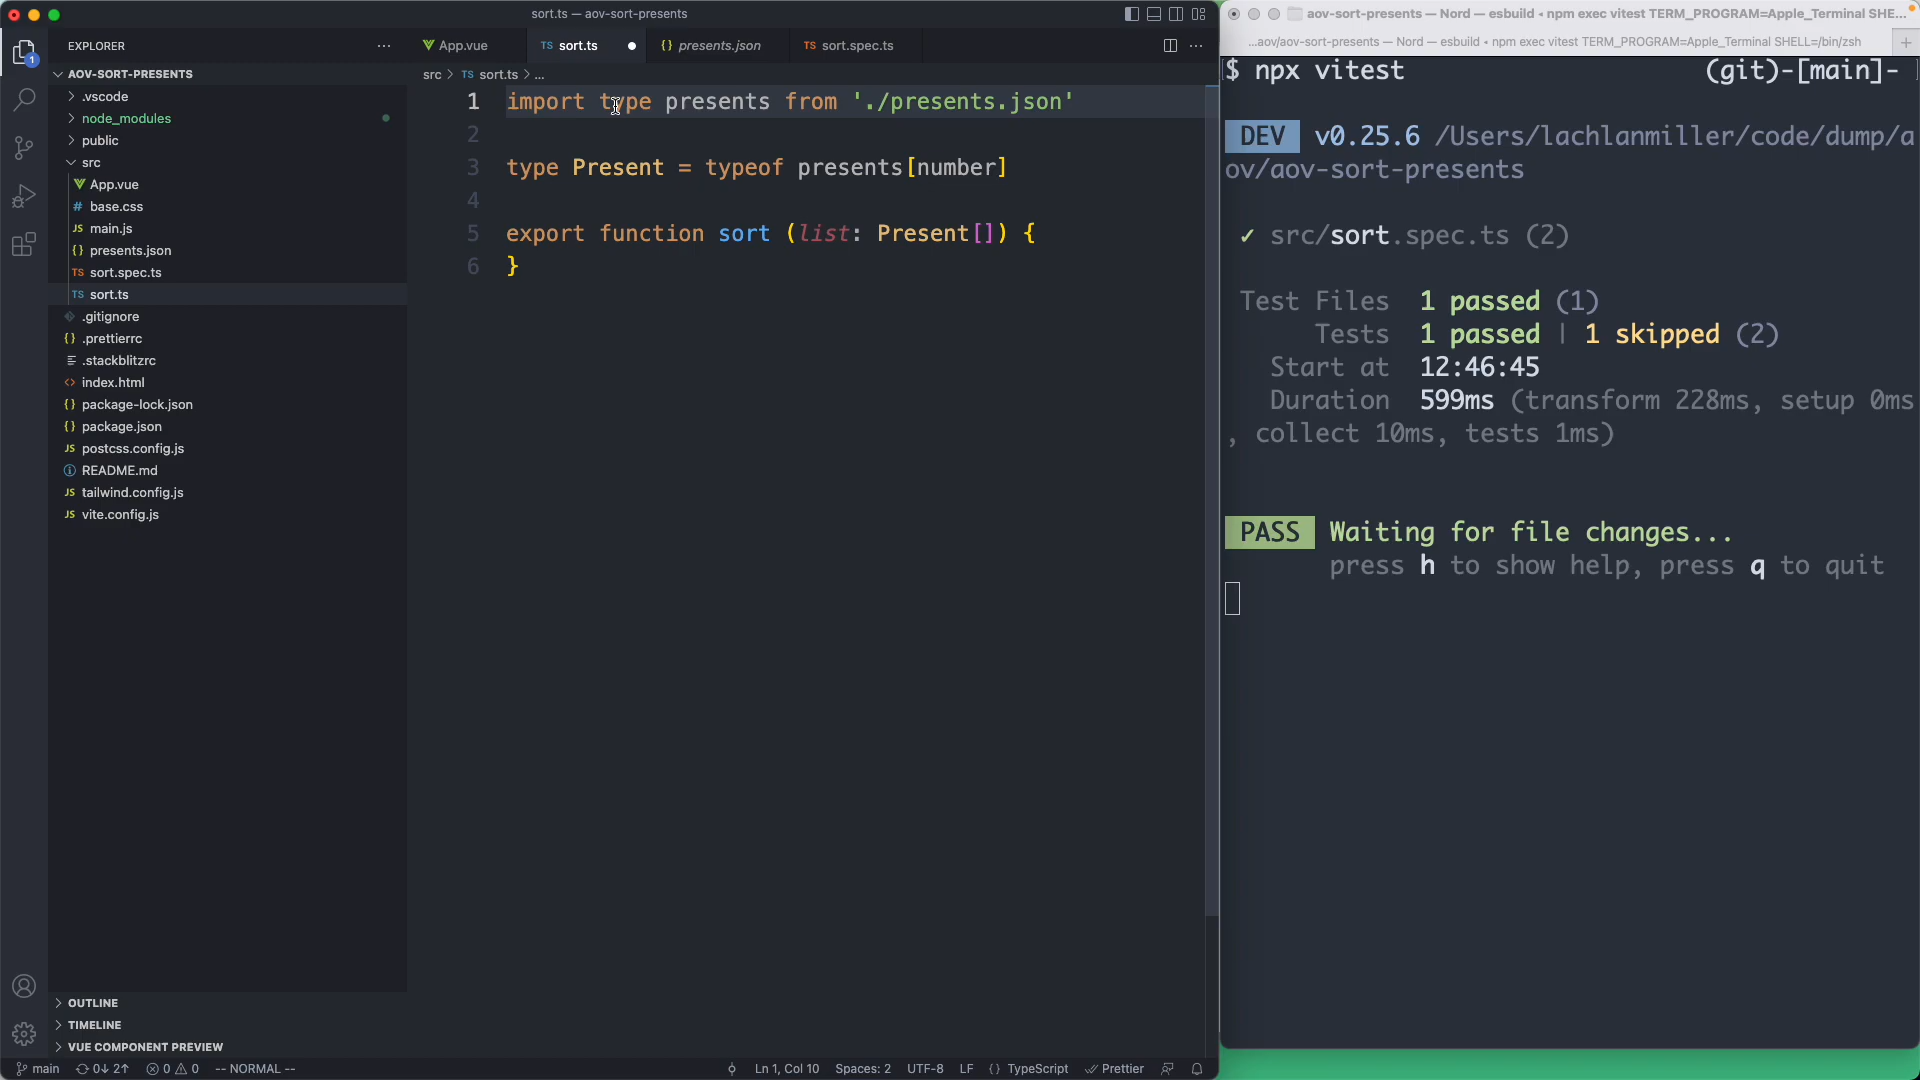 sort.ts — aov-sort-presents
EXPLORER
AOV-SORT-PRESENTS
.vscode
node_modules
public
src
App.vue
base.css
main.js
presents.json
sort.spec.ts
sort.ts
.gitignore
.prettierrc
.stackblitzrc
index.html
package-lock.json
package.json
postcss.config.js
README.md
tailwind.config.js
vite.config.js
OUTLINE
TIMELINE
VUE COMPONENT PREVIEW
1
App.vue
TS sort.ts
{} presents.json
TS sort.spec.ts
src > TS sort.ts > ...
1 import type presents from './presents.json'
2
3 type Present = typeof presents[number]
4
5 export function sort (list: Present[]) {
6 }
main 0↓ 2↑ 0 0 -- NORMAL --
Ln 1, Col 10 Spaces: 2 UTF-8 LF {} TypeScript Prettier
aov-sort-presents — Nord — esbuild ◂ npm exec vitest TERM_PROGRAM=Apple_Terminal SHE...
...aov/aov-sort-presents — Nord — esbuild • npm exec vitest TERM_PROGRAM=Apple_Terminal SHELL=/bin/zsh
$ npx vitest (git)-[main]-
DEV v0.25.6 /Users/lachlanmiller/code/dump/a
ov/aov-sort-presents
✓ src/sort.spec.ts (2)
Test Files 1 passed (1)
Tests 1 passed | 1 skipped (2)
Start at 12:46:45
Duration 599ms (transform 228ms, setup 0ms
, collect 10ms, tests 1ms)
PASS Waiting for file changes...
press h to show help, press q to quit